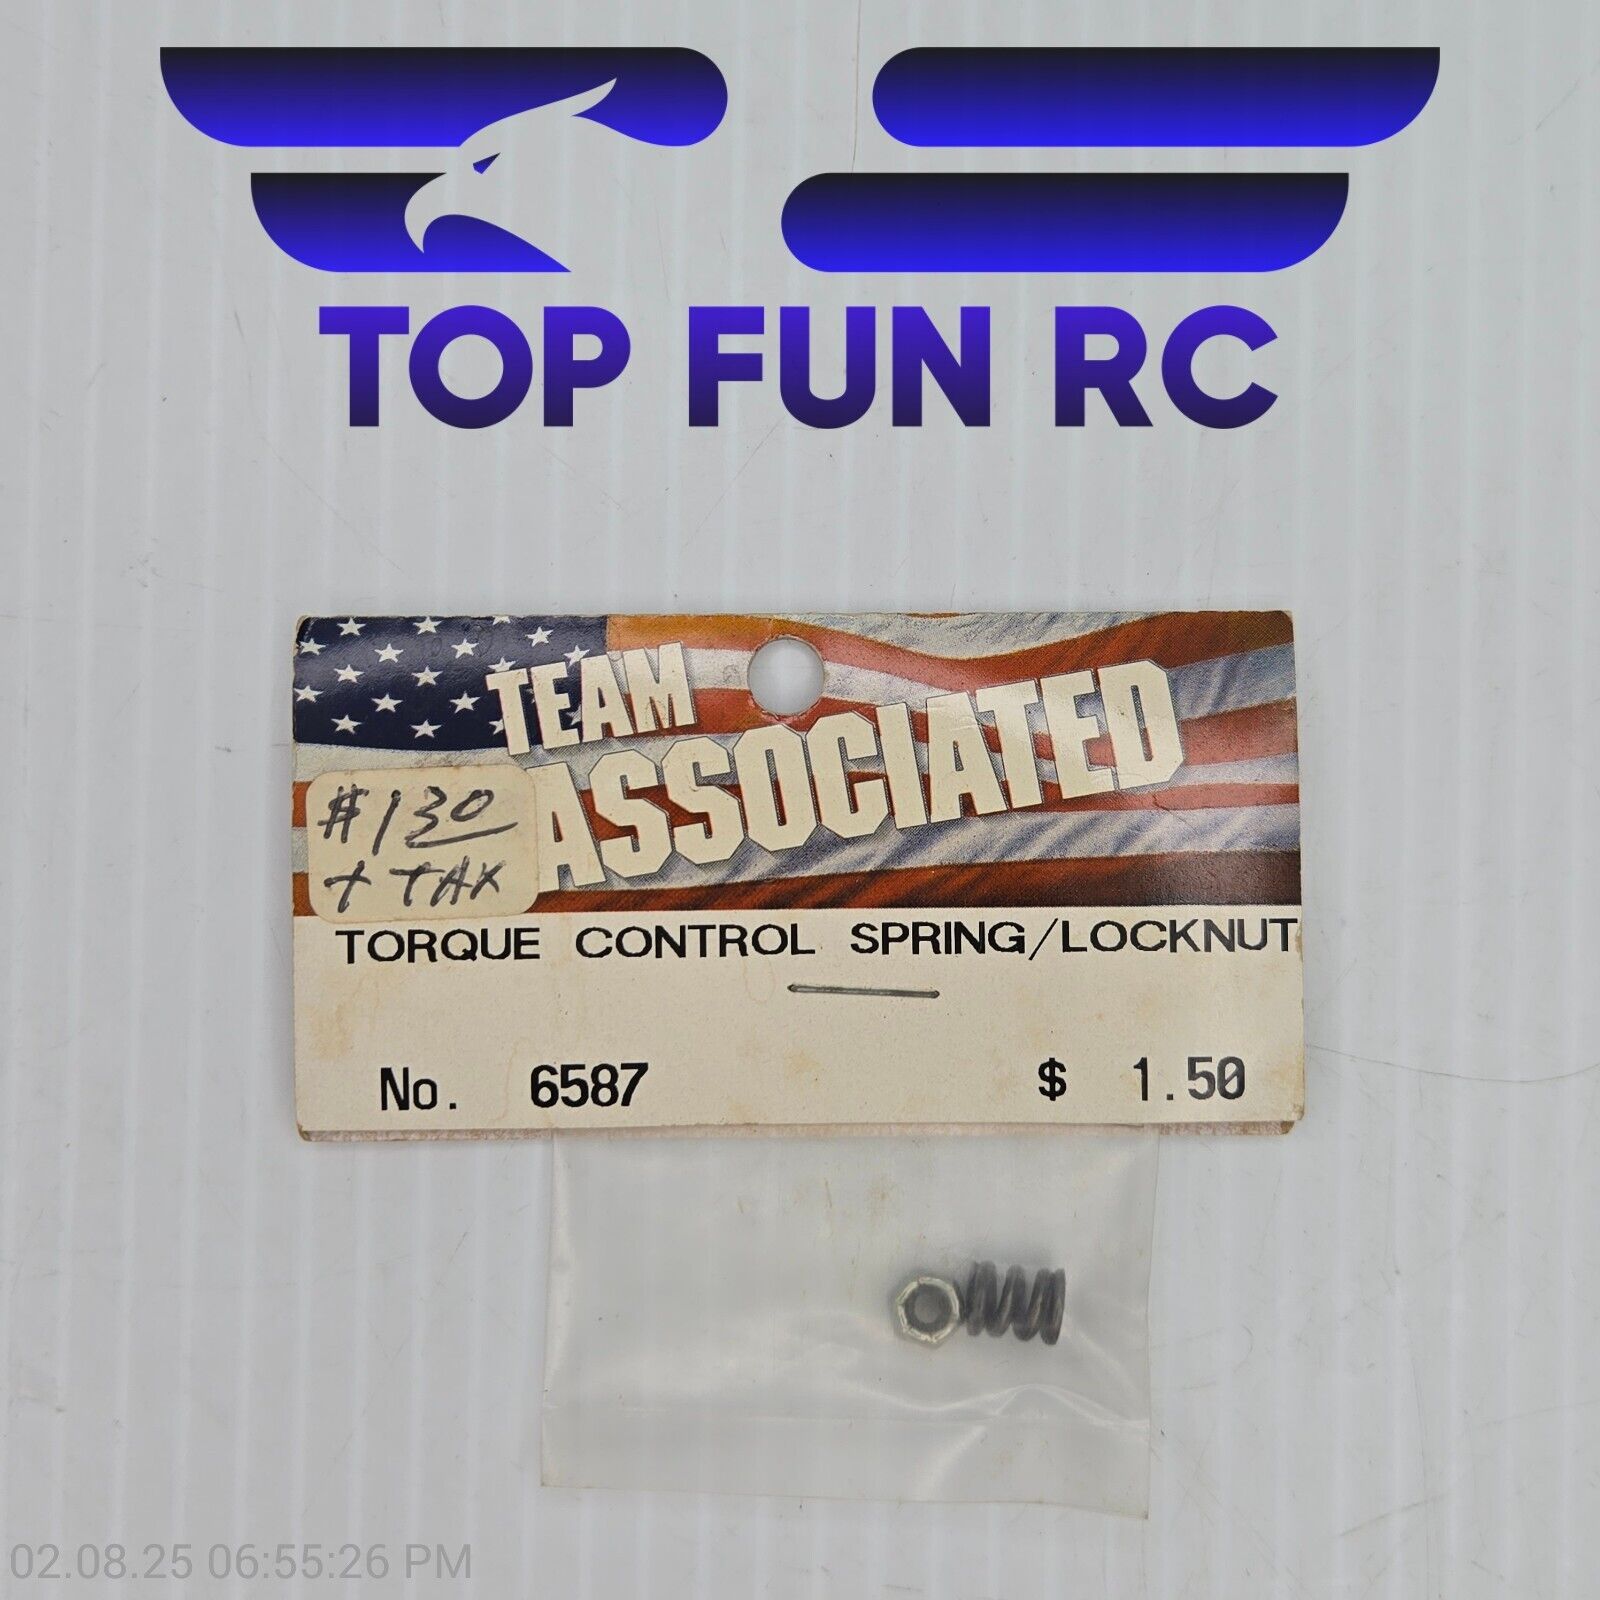 TOP FUN RC
TEAM
ASSOCIATED
#130
+ TAX
TORQUE CONTROL SPRING/LOCKNUT
No. 6587 $ 1.50
02.08.25 06:55:26 PM